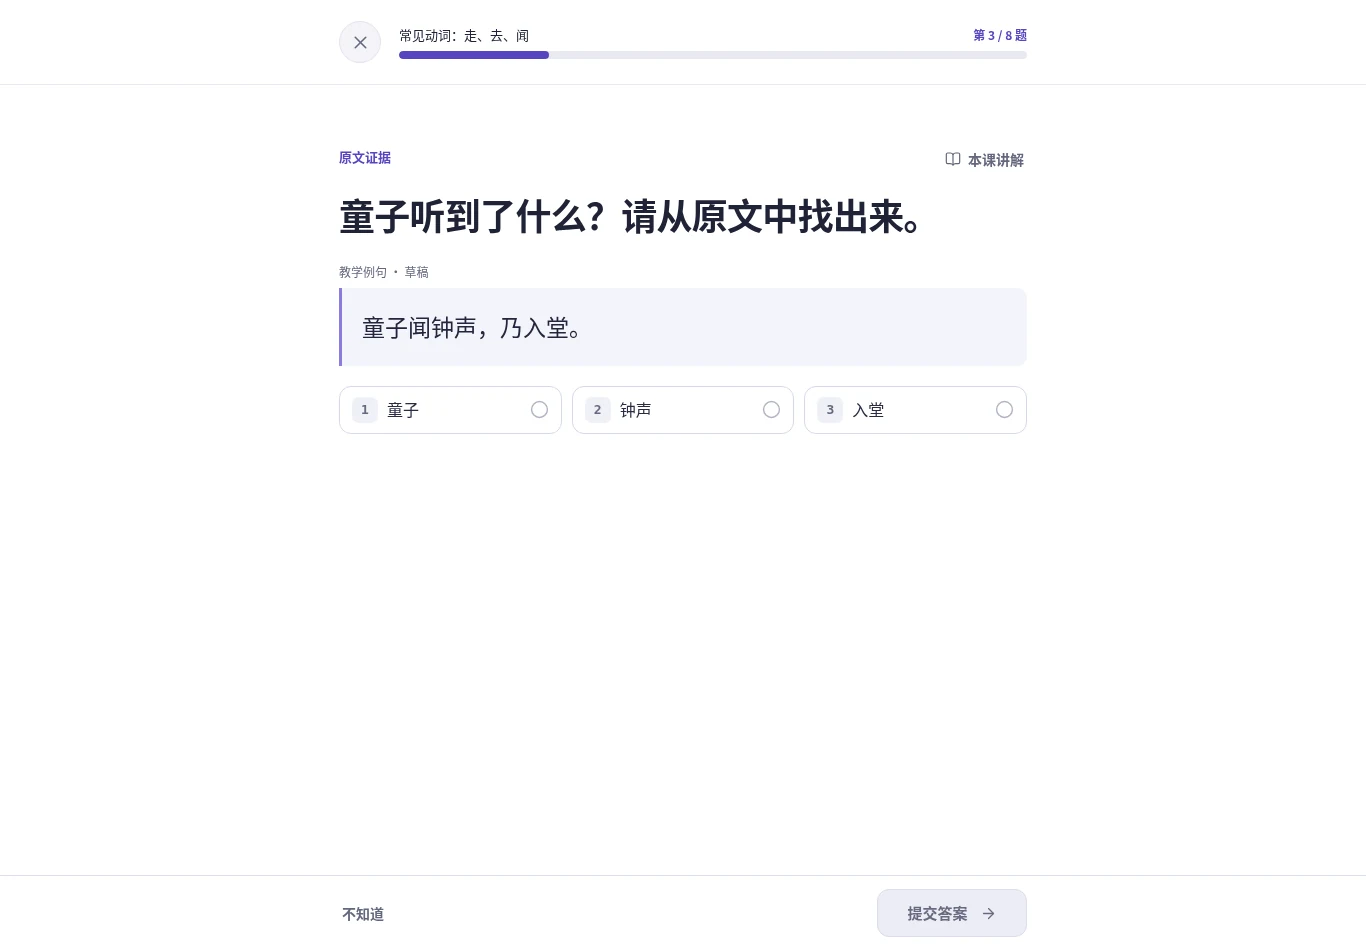 常见动词：走、去、闻
第 3 / 8 题
原文证据
本课讲解
童子听到了什么？请从原文中找出来。
教学例句 · 草稿
童子闻钟声，乃入堂。
1 童子
2 钟声
3 入堂
不知道
提交答案 →